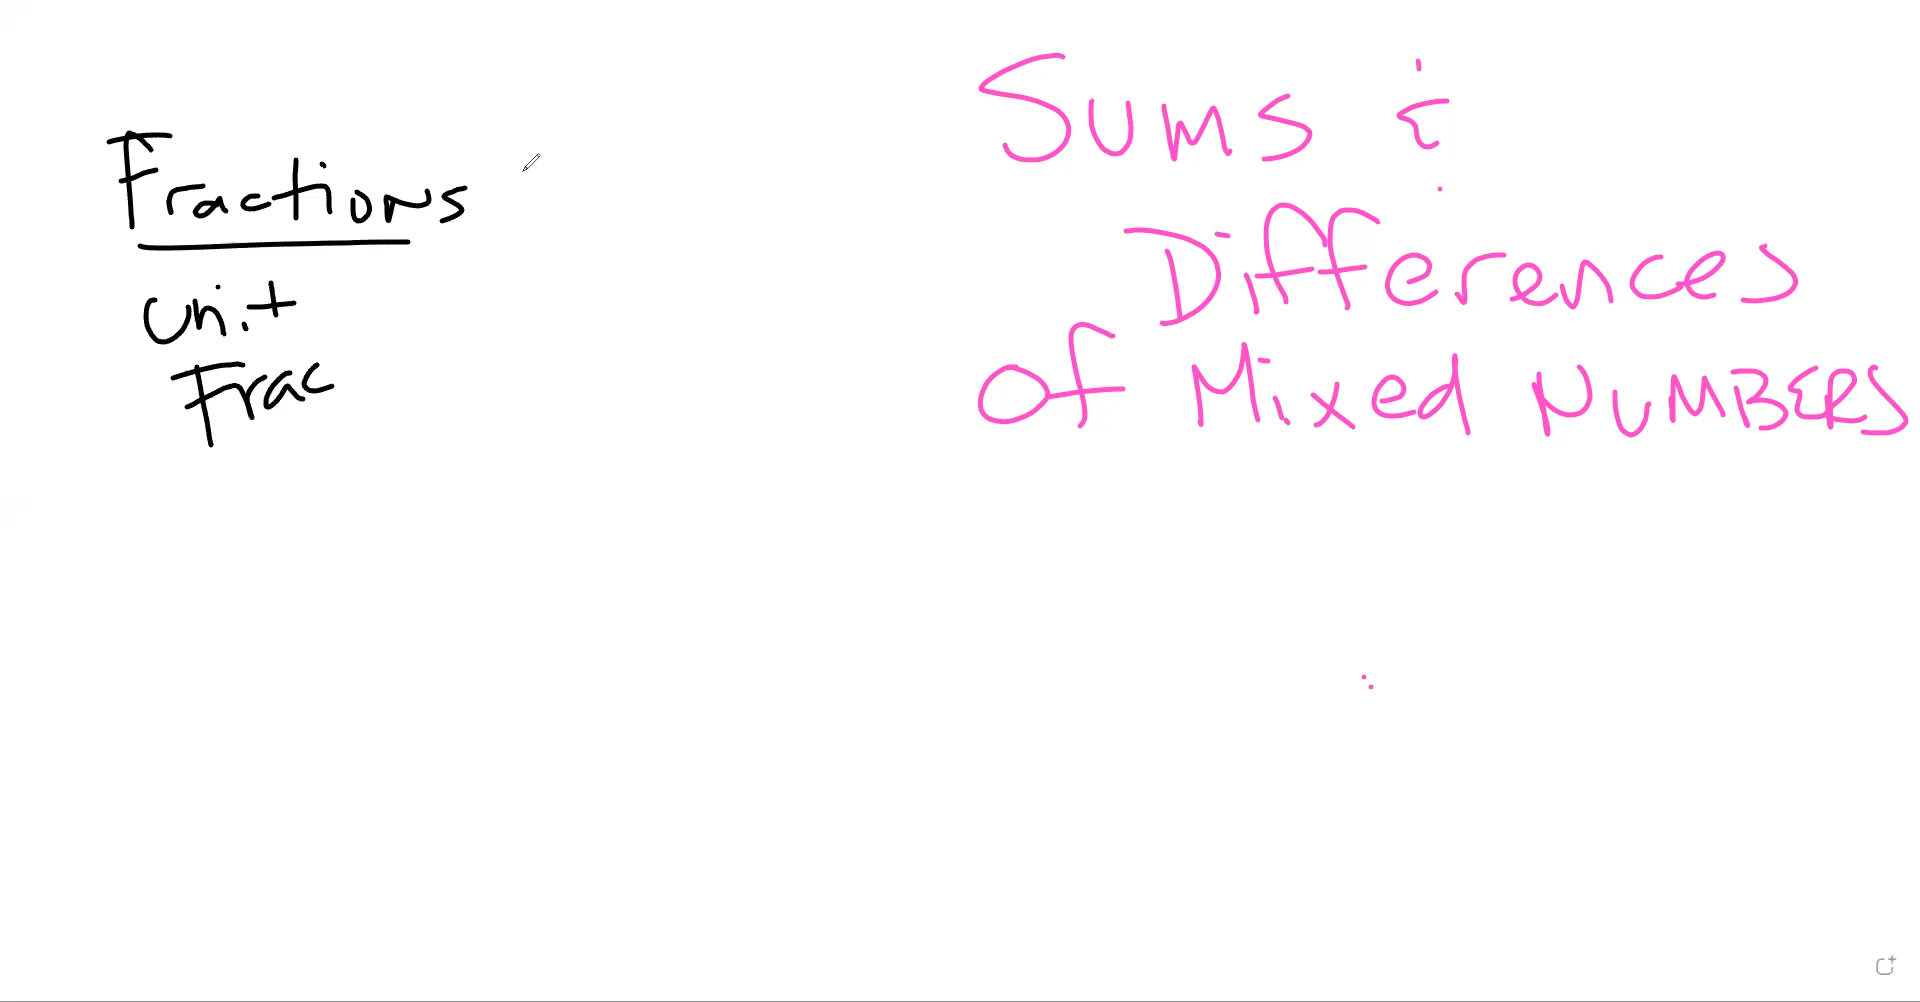 Fractions
Unit
Frac
Sums &
Differences
of Mixed NUMBERS